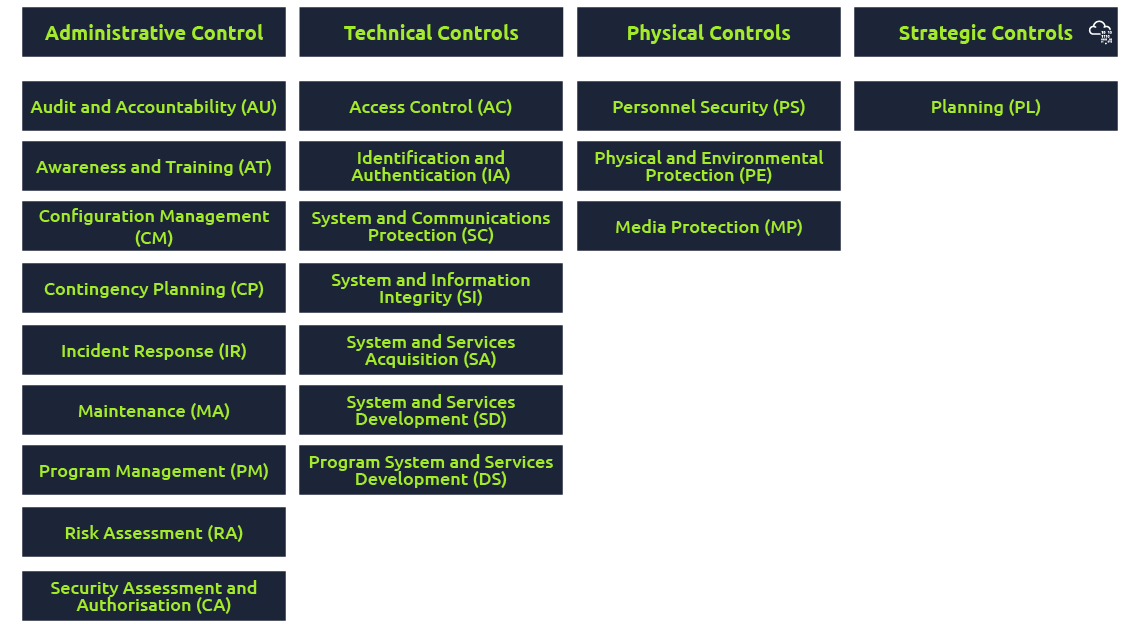 Administrative Control
Technical Controls
Physical Controls
Strategic Controls
Audit and Accountability (AU)
Awareness and Training (AT)
Configuration Management
(CM)
Contingency Planning (CP)
Incident Response (IR)
Maintenance (MA)
Program Management (PM)
Risk Assessment (RA)
Security Assessment and
Authorisation (CA)
Access Control (AC)
Identification and
Authentication (IA)
System and Communications
Protection (SC)
System and Information
Integrity (SI)
System and Services
Acquisition (SA)
System and Services
Development (SD)
Program System and Services
Development (DS)
Personnel Security (PS)
Physical and Environmental
Protection (PE)
Media Protection (MP)
Planning (PL)